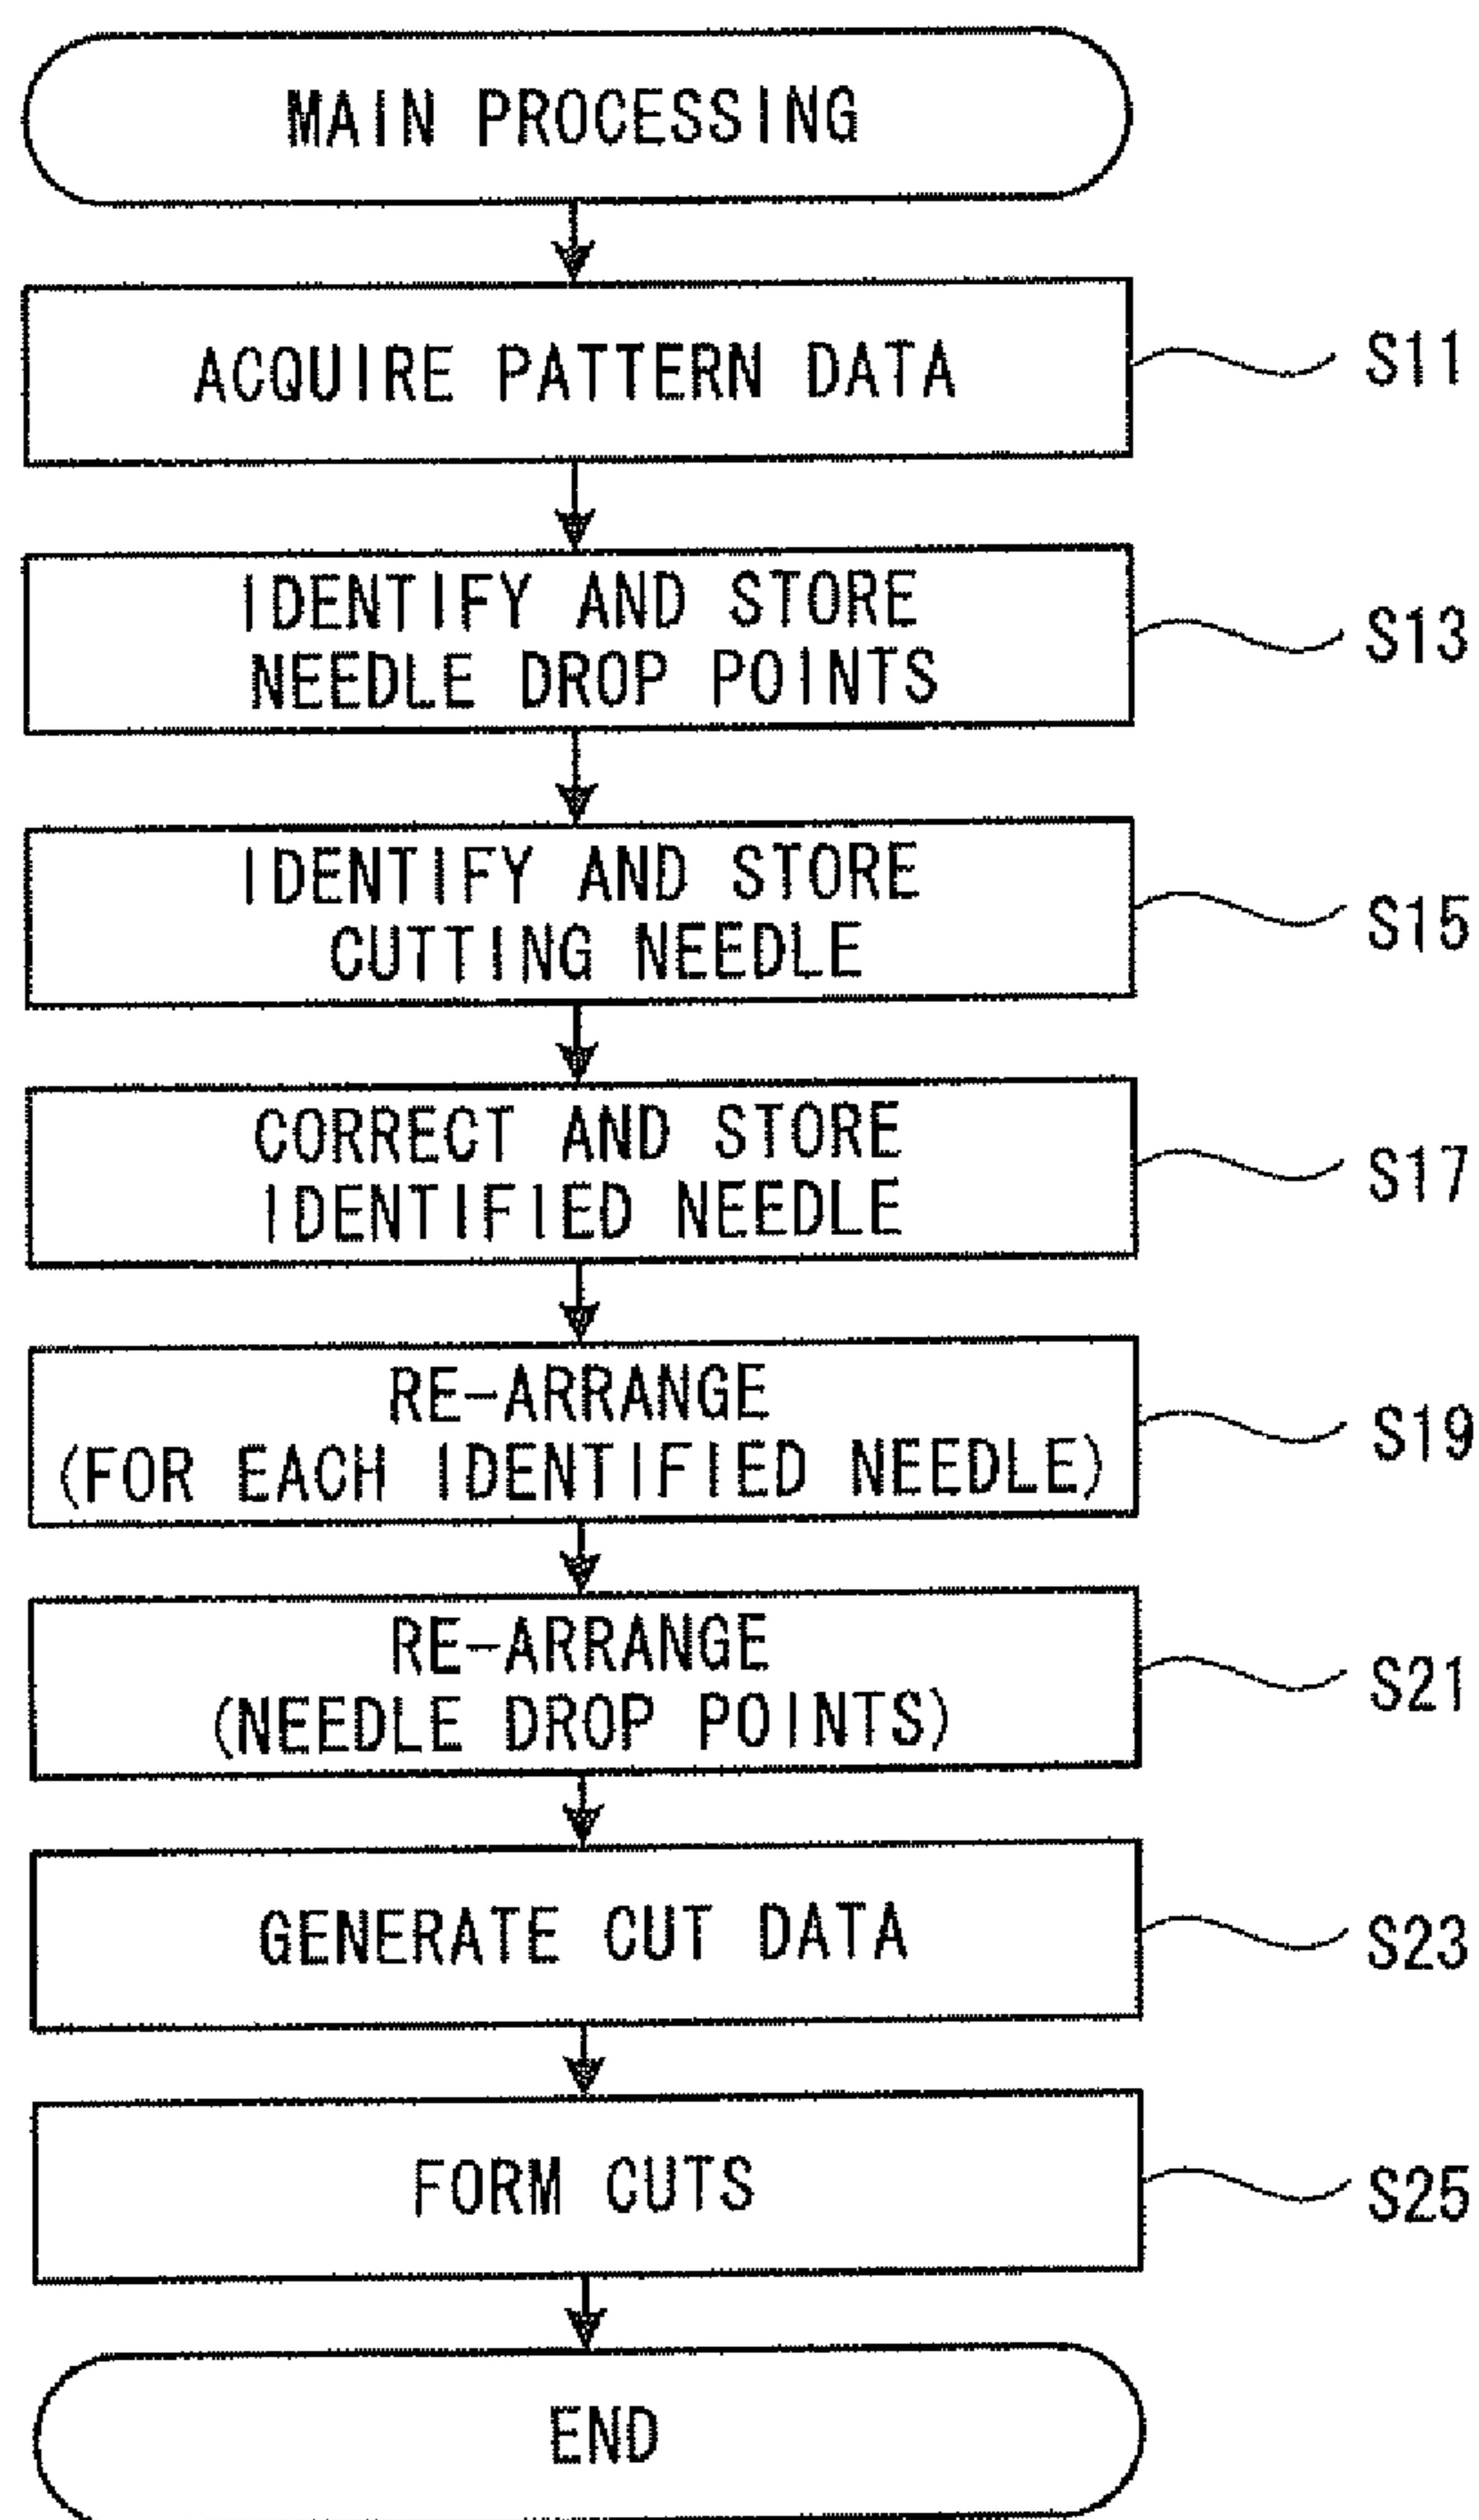 MAIN PROCESSING
ACQUIRE PATTERN DATA
S11
IDENTIFY AND STORE
NEEDLE DROP POINTS
S13
IDENTIFY AND STORE
CUTTING NEEDLE
S15
CORRECT AND STORE
IDENTIFIED NEEDLE
S17
RE-ARRANGE
(FOR EACH IDENTIFIED NEEDLE)
S19
RE-ARRANGE
(NEEDLE DROP POINTS)
S21
GENERATE CUT DATA
S23
FORM CUTS
S25
END